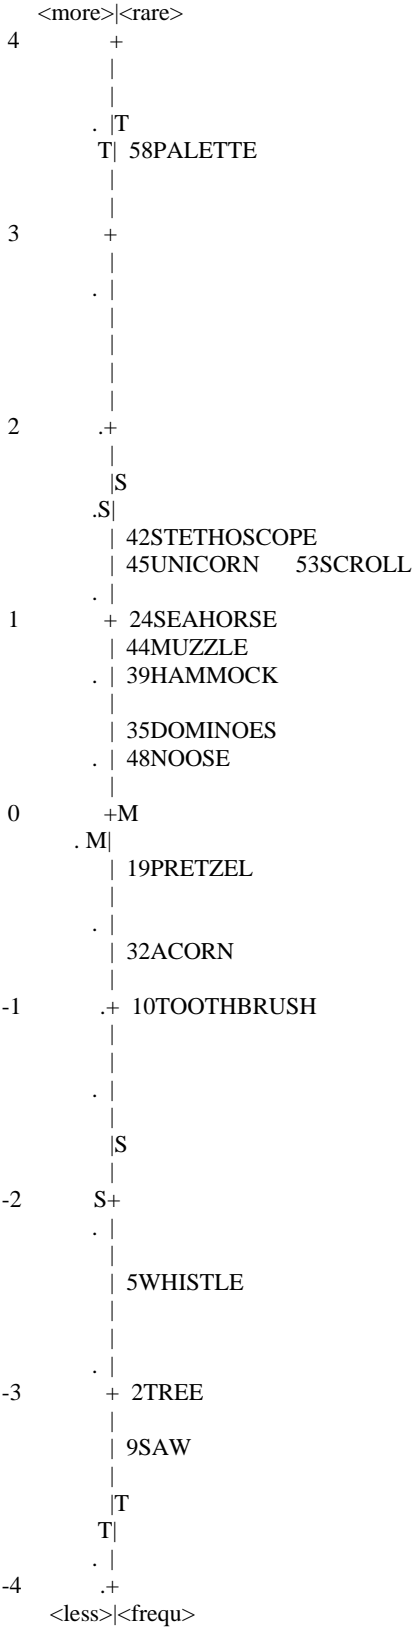 <more>|<rare>
4 +
|
|
. |T
T| 58PALETTE
|
|
3 +
|
. |
|
|
|
|
2 .+
|
|S
.S|
| 42STETHOSCOPE
| 45UNICORN 53SCROLL
. |
1 + 24SEAHORSE
| 44MUZZLE
. | 39HAMMOCK
|
| 35DOMINOES
. | 48NOOSE
|
0 +M
. M|
| 19PRETZEL
|
. |
| 32ACORN
|
-1 .+ 10TOOTHBRUSH
|
|
. |
|
|S
|
-2 S+
. |
|
| 5WHISTLE
|
|
. |
-3 + 2TREE
|
| 9SAW
|
|T
T|
. |
-4 .+
<less>|<frequ>